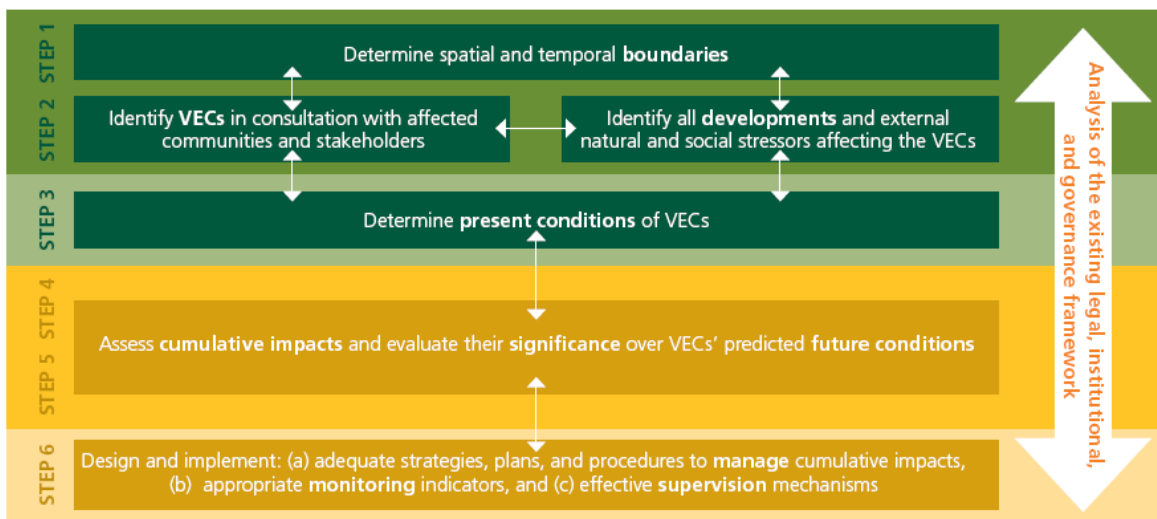 STEP 1
Determine spatial and temporal boundaries
STEP 2
Identify VECs in consultation with affected
communities and stakeholders
Identify all developments and external
natural and social stressors affecting the VECs
STEP 3
Determine present conditions of VECs
STEP 4
STEP 5
Assess cumulative impacts and evaluate their significance over VECs’ predicted future conditions
STEP 6
Design and implement: (a) adequate strategies, plans, and procedures to manage cumulative impacts,
(b) appropriate monitoring indicators, and (c) effective supervision mechanisms
Analysis of the existing legal, institutional,
and governance framework